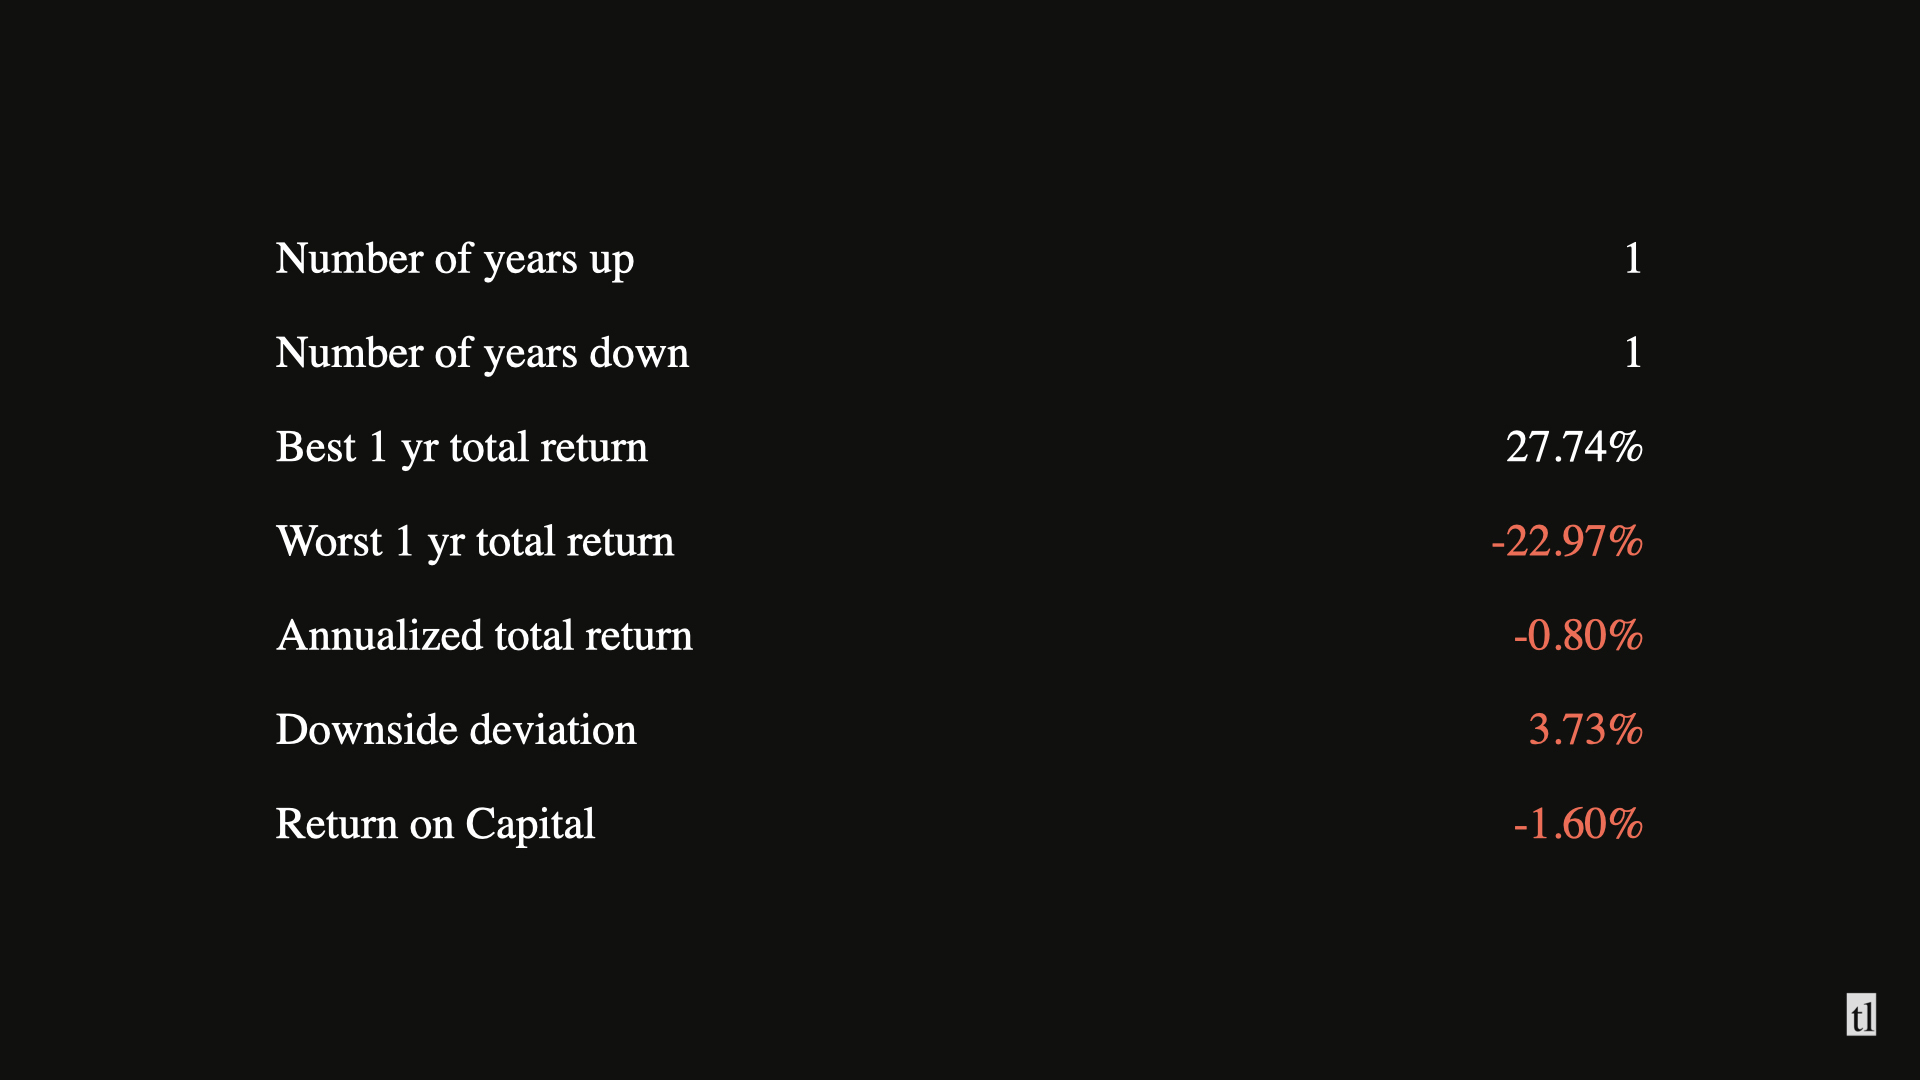 Number of years up 1
Number of years down 1
Best 1 yr total return 27.74%
Worst 1 yr total return -22.97%
Annualized total return -0.80%
Downside deviation 3.73%
Return on Capital -1.60%
tl